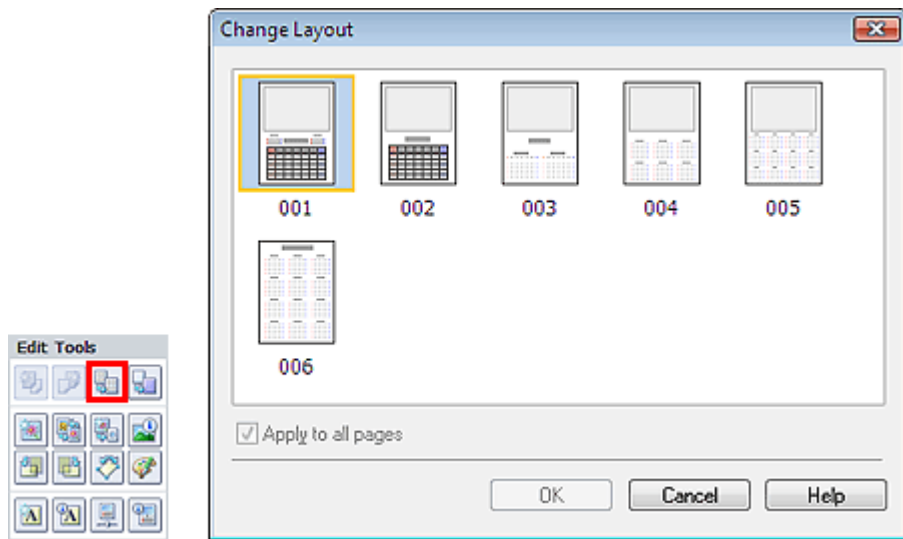 Change Layout
001 002 003 004 005
006
Apply to all pages
OK Cancel Help
Edit Tools